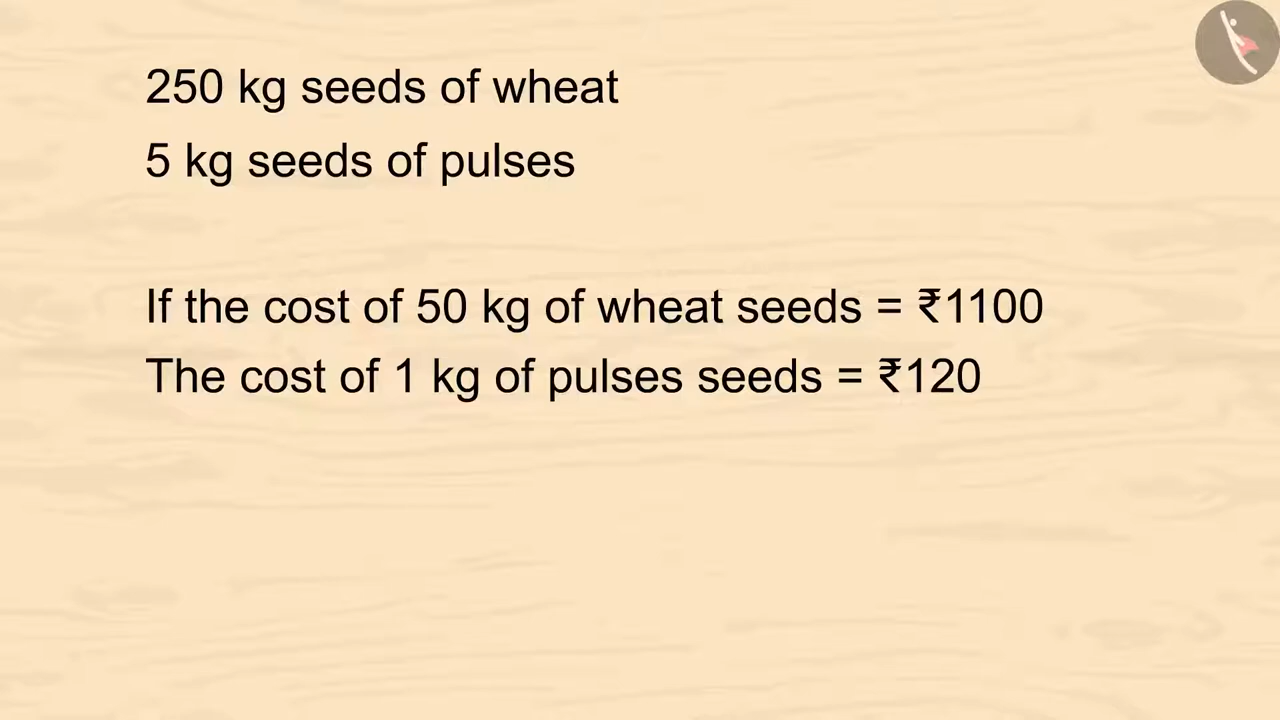 250 kg seeds of wheat
5 kg seeds of pulses
If the cost of 50 kg of wheat seeds = ₹1100
The cost of 1 kg of pulses seeds = ₹120